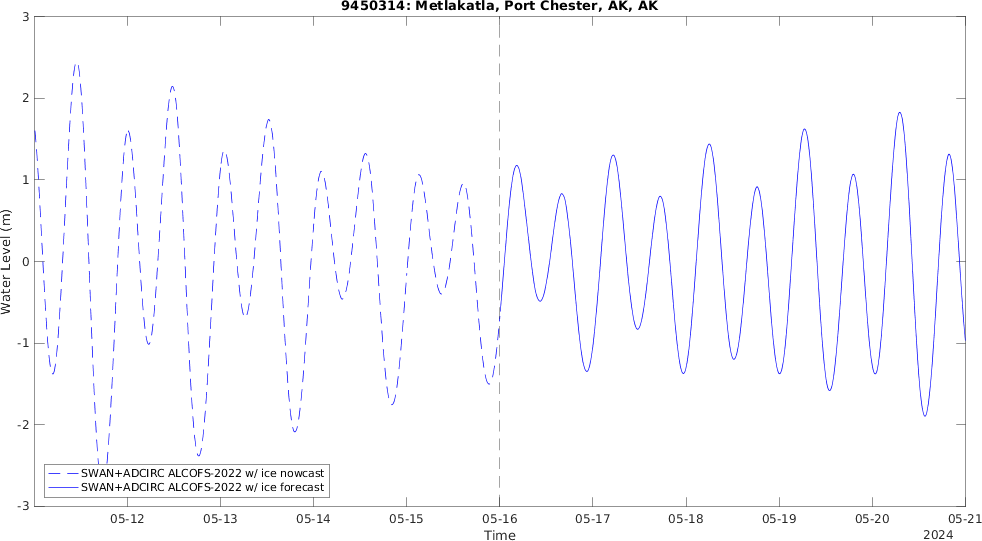 9450314: Metlakatla, Port Chester, AK, AK
3
2
1
0
-1
-2
-3
Water Level (m)
SWAN+ADCIRC ALCOFS-2022 w/ ice nowcast
SWAN+ADCIRC ALCOFS-2022 w/ ice forecast
05-12 05-13 05-14 05-15 05-16 05-17 05-18 05-19 05-20 05-21
Time
2024